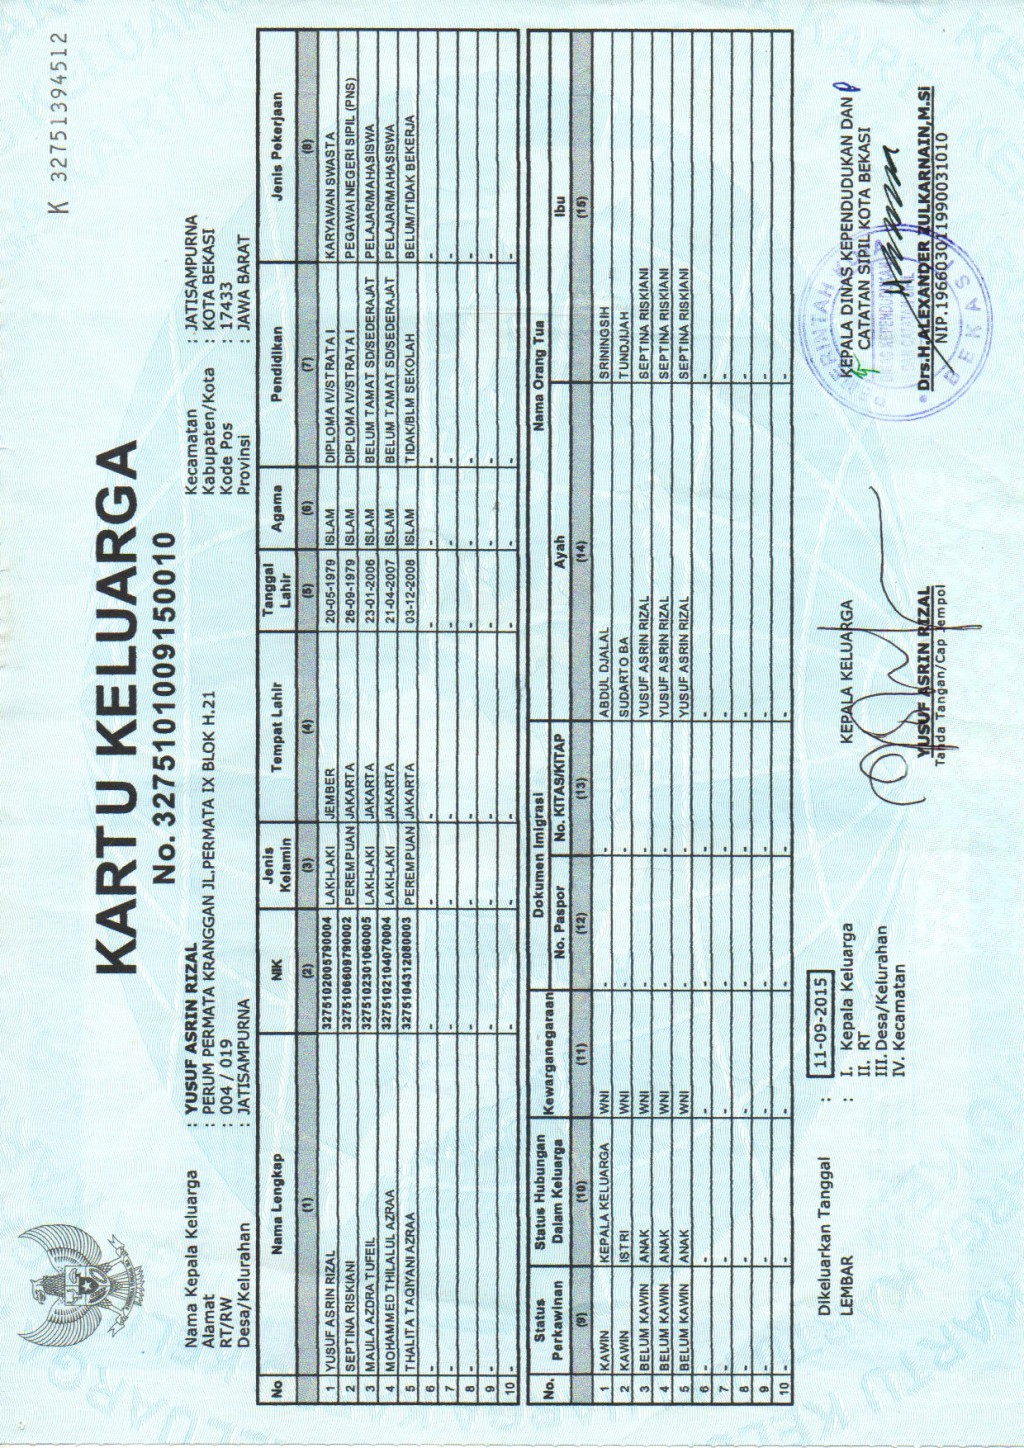 K 32751394512
KARTU KELUARGA
No. 3275101009150010
Nama Kepala Keluarga : YUSUF ASRIN RIZAL
Alamat : PERUM PERMATA KRANGGAN JL.PERMATA IX BLOK H.21
RT/RW : 004 / 019
Desa/Kelurahan : JATISAMPURNA
Kecamatan : JATISAMPURNA
Kabupaten/Kota : KOTA BEKASI
Kode Pos : 17433
Provinsi : JAWA BARAT
No Nama Lengkap NIK Jenis Kelamin Tempat Lahir Tanggal Lahir Agama Pendidikan Jenis Pekerjaan
(1) (2) (3) (4) (5) (6) (7) (8)
1 YUSUF ASRIN RIZAL 3275102005790004 LAKI-LAKI JEMBER 20-05-1979 ISLAM DIPLOMA IV/STRATA I KARYAWAN SWASTA
2 SEPTINA RISKIANI 3275106609790002 PEREMPUAN JAKARTA 26-09-1979 ISLAM DIPLOMA IV/STRATA I PEGAWAI NEGERI SIPIL (PNS)
3 MAULA AZDRA TUFEIL 3275102301060005 LAKI-LAKI JAKARTA 23-01-2006 ISLAM BELUM TAMAT SD/SEDERAJAT PELAJAR/MAHASISWA
4 MOHAMMED THILALUL AZRAA 3275102104070004 LAKI-LAKI JAKARTA 21-04-2007 ISLAM BELUM TAMAT SD/SEDERAJAT PELAJAR/MAHASISWA
5 THALITA TAQIYANI AZRAA 3275104312080003 PEREMPUAN JAKARTA 03-12-2008 ISLAM TIDAK/BLM SEKOLAH BELUM/TIDAK BEKERJA
6 - - - - - - - -
7 - - - - - - - -
8 - - - - - - - -
9 - - - - - - - -
10 - - - - - - - -
No. Status Perkawinan Status Hubungan Dalam Keluarga Kewarganegaraan Dokumen Imigrasi Nama Orang Tua
No. Paspor No. KITAS/KITAP Ayah Ibu
(9) (10) (11) (12) (13) (14) (15)
1 KAWIN KEPALA KELUARGA WNI - - ABDUL DJALAL SRININGSIH
2 KAWIN ISTRI WNI - - SUDARTO BA TUNDJUAH
3 BELUM KAWIN ANAK WNI - - YUSUF ASRIN RIZAL SEPTINA RISKIANI
4 BELUM KAWIN ANAK WNI - - YUSUF ASRIN RIZAL SEPTINA RISKIANI
5 BELUM KAWIN ANAK WNI - - YUSUF ASRIN RIZAL SEPTINA RISKIANI
6 - - - - - - -
7 - - - - - - -
8 - - - - - - -
9 - - - - - - -
10 - - - - - - -
Dikeluarkan Tanggal : 11-09-2015
LEMBAR : I. Kepala Keluarga
II. RT
III. Desa/Kelurahan
IV. Kecamatan
KEPALA KELUARGA
YUSUF ASRIN RIZAL
Tanda Tangan/Cap Jempol
KEPALA DINAS KEPENDUDUKAN DAN
CATATAN SIPIL KOTA BEKASI
Drs.H.ALEXANDER ZULKARNAIN,M.Si
NIP.196603011990031010
BEKASI